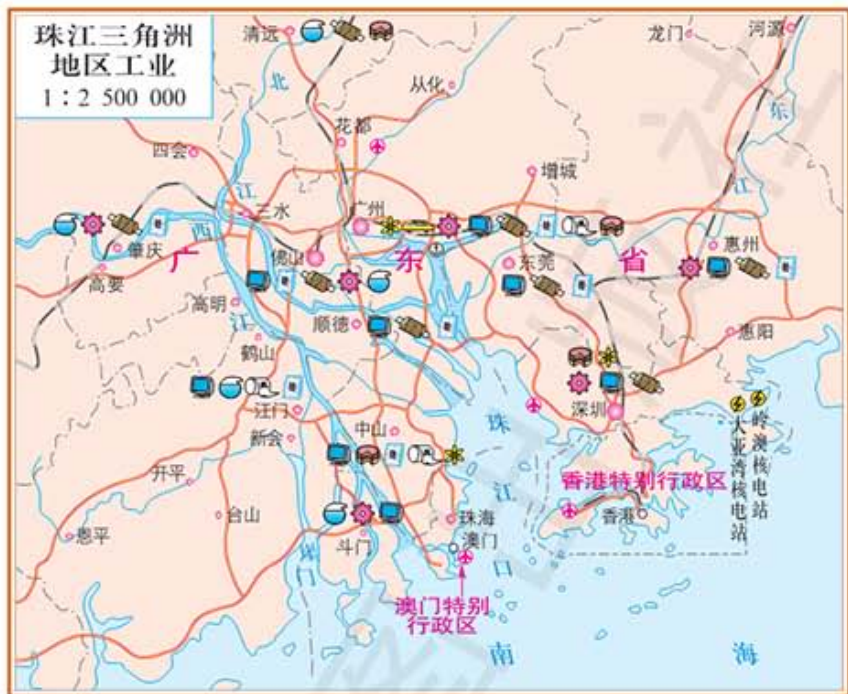 珠江三角洲
地区工业
1：2 500 000
清远
龙门
河源
北
从化
东
花都
四会
增城
江
江
三水
广州
西
肇庆
广
佛山
东
东莞
省
惠州
高要
高明
江
顺德
惠阳
鹤山
珠
深圳
岭澳核电站
大亚湾核电站
江门
新会
中山
江
香港特别行政区
开平
台山
珠海
香港
恩平
斗门
澳门
口
崖门
澳门特别
行政区
南
海